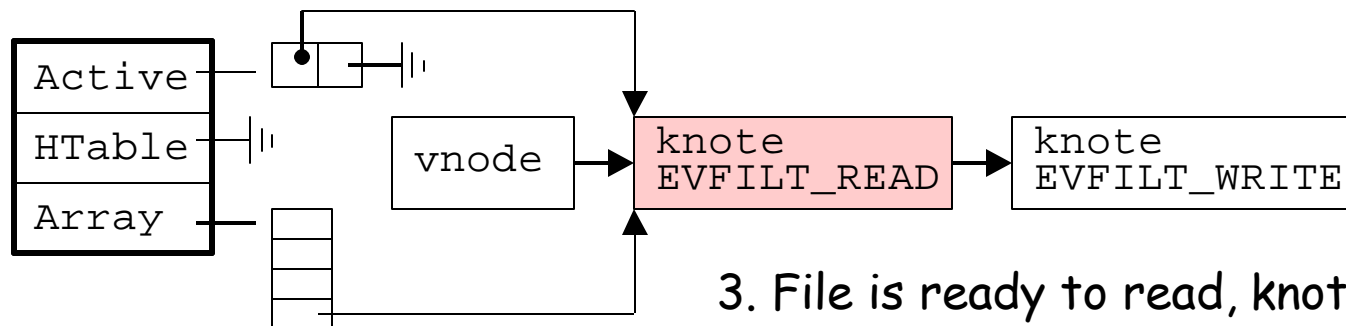 Active
HTable
Array
vnode
knote
EVFILT_READ
knote
EVFILT_WRITE
3. File is ready to read, knot